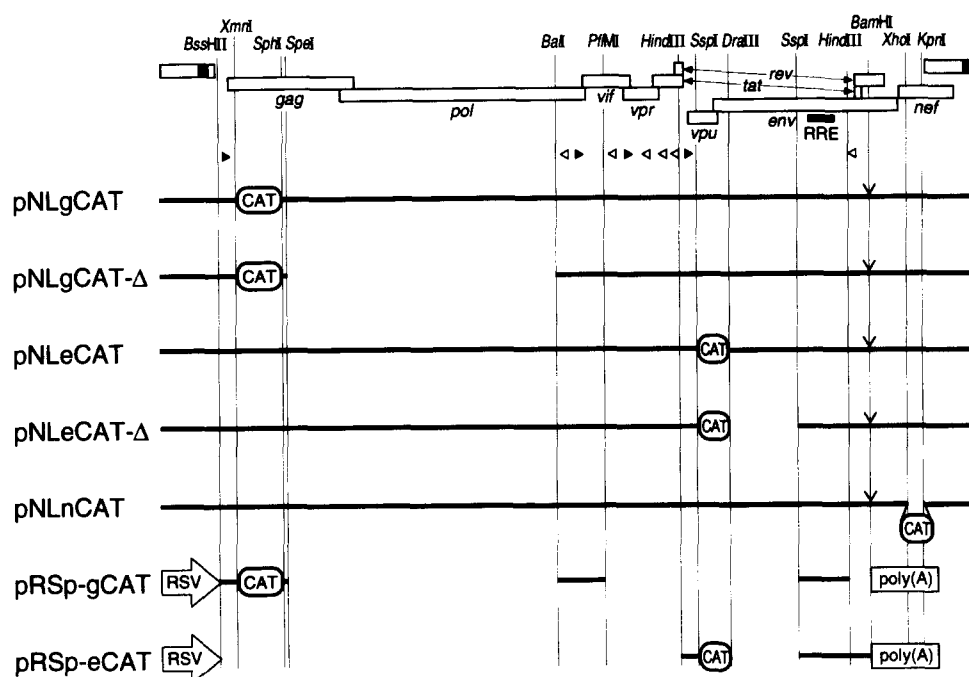 BamHI
XmnI
BssHII SphI SpeI BalI PflMI HindIII SspI DraIII SspI HindIII XhoI KpnI
rev
tat
gag pol vif vpr vpu env nef
RRE
pNLgCAT CAT
pNLgCAT-Δ CAT
pNLeCAT CAT
pNLeCAT-Δ CAT
pNLnCAT CAT
pRSp-gCAT RSV CAT poly(A)
pRSp-eCAT RSV CAT poly(A)